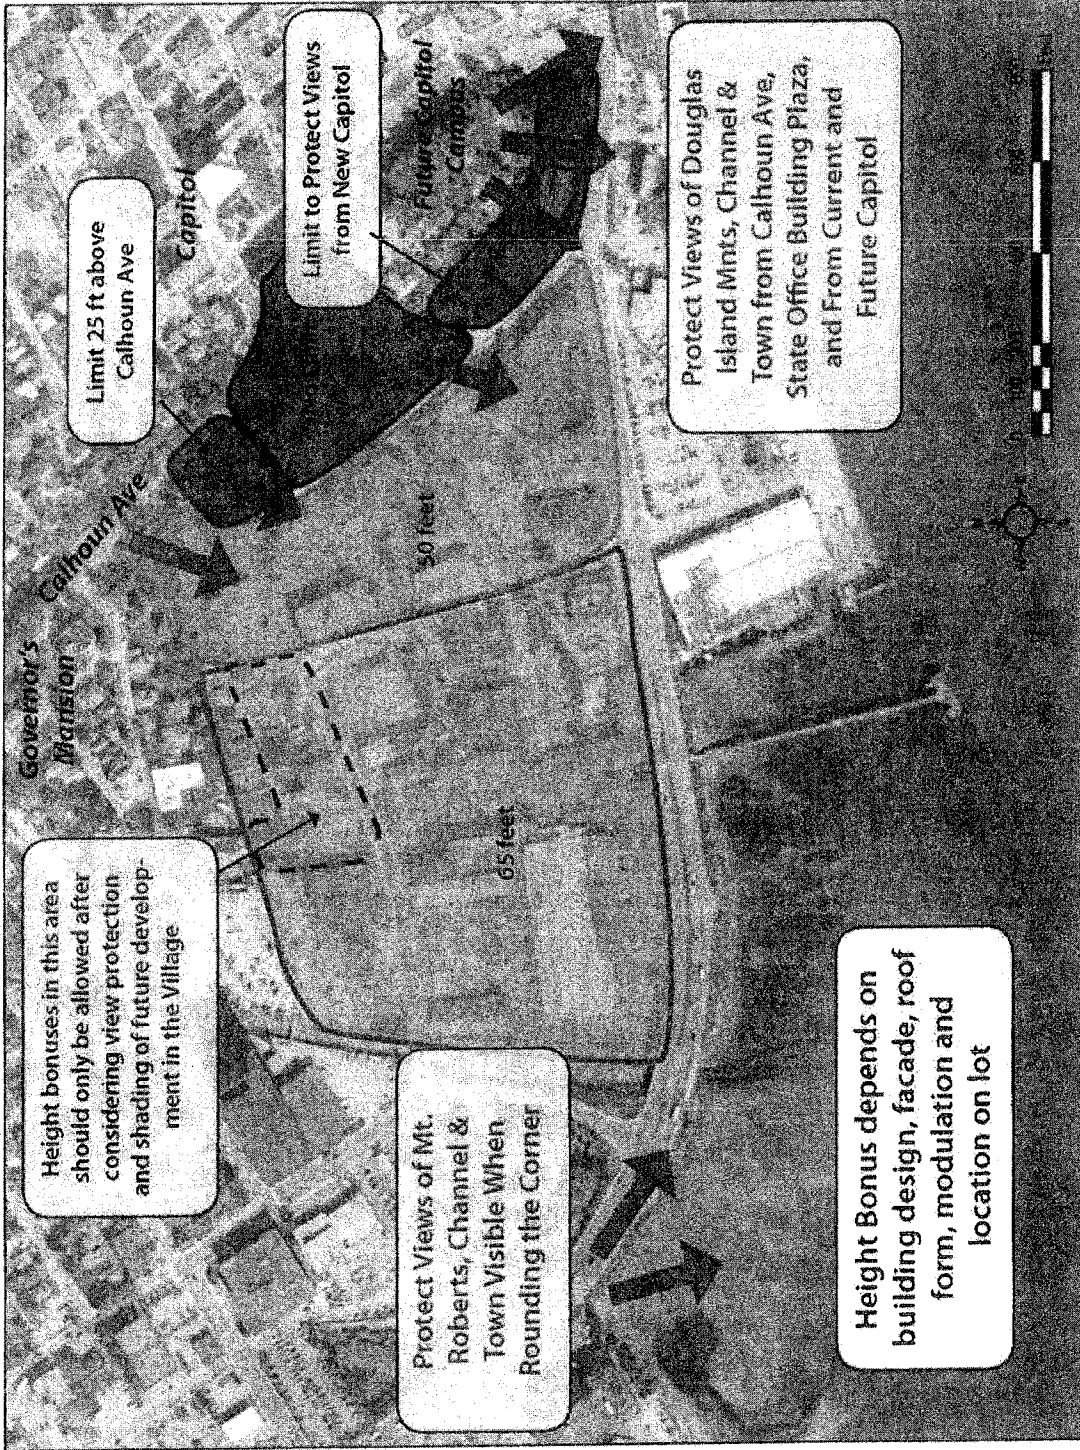 Governor's
Mansion
Calhoun Ave
Capitol
Limit 25 ft above
Calhoun Ave
Limit to Protect Views
from New Capitol
Future Capitol
Campus
Height bonuses in this area
should only be allowed after
considering view protection
and shading of future develop-
ment in the Village
50 feet
65 feet
Protect Views of Mt.
Roberts, Channel &
Town Visible When
Rounding the Corner
Protect Views of Douglas
Island Mnts, Channel &
Town from Calhoun Ave,
State Office Building Plaza,
and From Current and
Future Capitol
Height Bonus depends on
building design, facade, roof
form, modulation and
location on lot
0